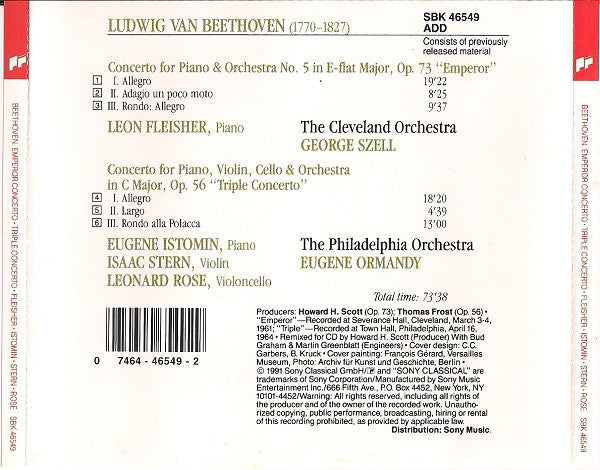 LUDWIG VAN BEETHOVEN (1770–1827)
SBK 46549
ADD
Consists of previously
released material
Concerto for Piano & Orchestra No. 5 in E-flat Major, Op. 73 "Emperor"
1 I. Allegro 19'22
2 II. Adagio un poco moto 8'25
3 III. Rondo: Allegro 9'37
LEON FLEISHER, Piano
The Cleveland Orchestra
GEORGE SZELL
Concerto for Piano, Violin, Cello & Orchestra
in C Major, Op. 56 "Triple Concerto"
4 I. Allegro 18'20
5 II. Largo 4'39
6 III. Rondo alla Polacca 13'00
EUGENE ISTOMIN, Piano
ISAAC STERN, Violin
LEONARD ROSE, Violoncello
The Philadelphia Orchestra
EUGENE ORMANDY
Total time: 73'38
Producers: Howard H. Scott (Op. 73); Thomas Frost (Op. 56) •
"Emperor"—Recorded at Severance Hall, Cleveland, March 3-4,
1961; "Triple"—Recorded at Town Hall, Philadelphia, April 16,
1964 • Remixed for CD by Howard H. Scott (Producer) With Bud
Graham & Martin Greenblatt (Engineers) • Cover design: C.C.
Garbers, B. Kruck • Cover painting: François Gérard, Versailles
Museum, Photo: Archiv für Kunst und Geschichte, Berlin •
© 1991 Sony Classical GmbH/ and "SONY CLASSICAL" are
trademarks of Sony Corporation/Manufactured by Sony Music
Entertainment Inc./666 Fifth Ave., P.O. Box 4452, New York, NY
10101-4452/Warning: All rights reserved, including all rights
of the producer and of the owner of the recorded work. Unautho-
rized copying, public performance, broadcasting, hiring or rental
of this recording prohibited, as provided by applicable law.
Distribution: Sony Music.
0 7464-46549-2
BEETHOVEN: EMPEROR CONCERTO • TRIPLE CONCERTO • FLEISHER • ISTOMIN • STERN • ROSE SBK 46549
BEETHOVEN: EMPEROR CONCERTO • TRIPLE CONCERTO • FLEISHER • ISTOMIN • STERN • ROSE SBK 46549